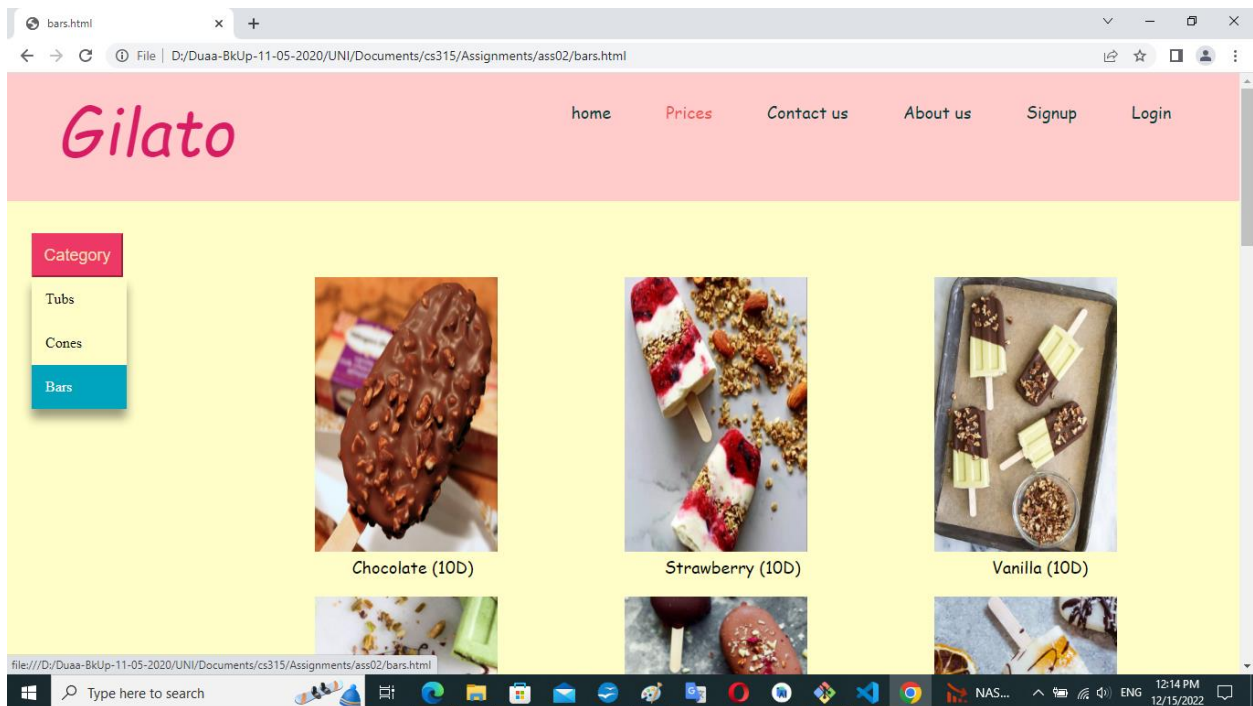 bars.html
File | D:/Duaa-BkUp-11-05-2020/UNI/Documents/cs315/Assignments/ass02/bars.html
Gilato
home Prices Contact us About us Signup Login
Category
Tubs
Cones
Bars
Chocolate (10D) Strawberry (10D) Vanilla (10D)
file:///D:/Duaa-BkUp-11-05-2020/UNI/Documents/cs315/Assignments/ass02/bars.html
Type here to search NAS... ENG 12:14 PM
12/15/2022